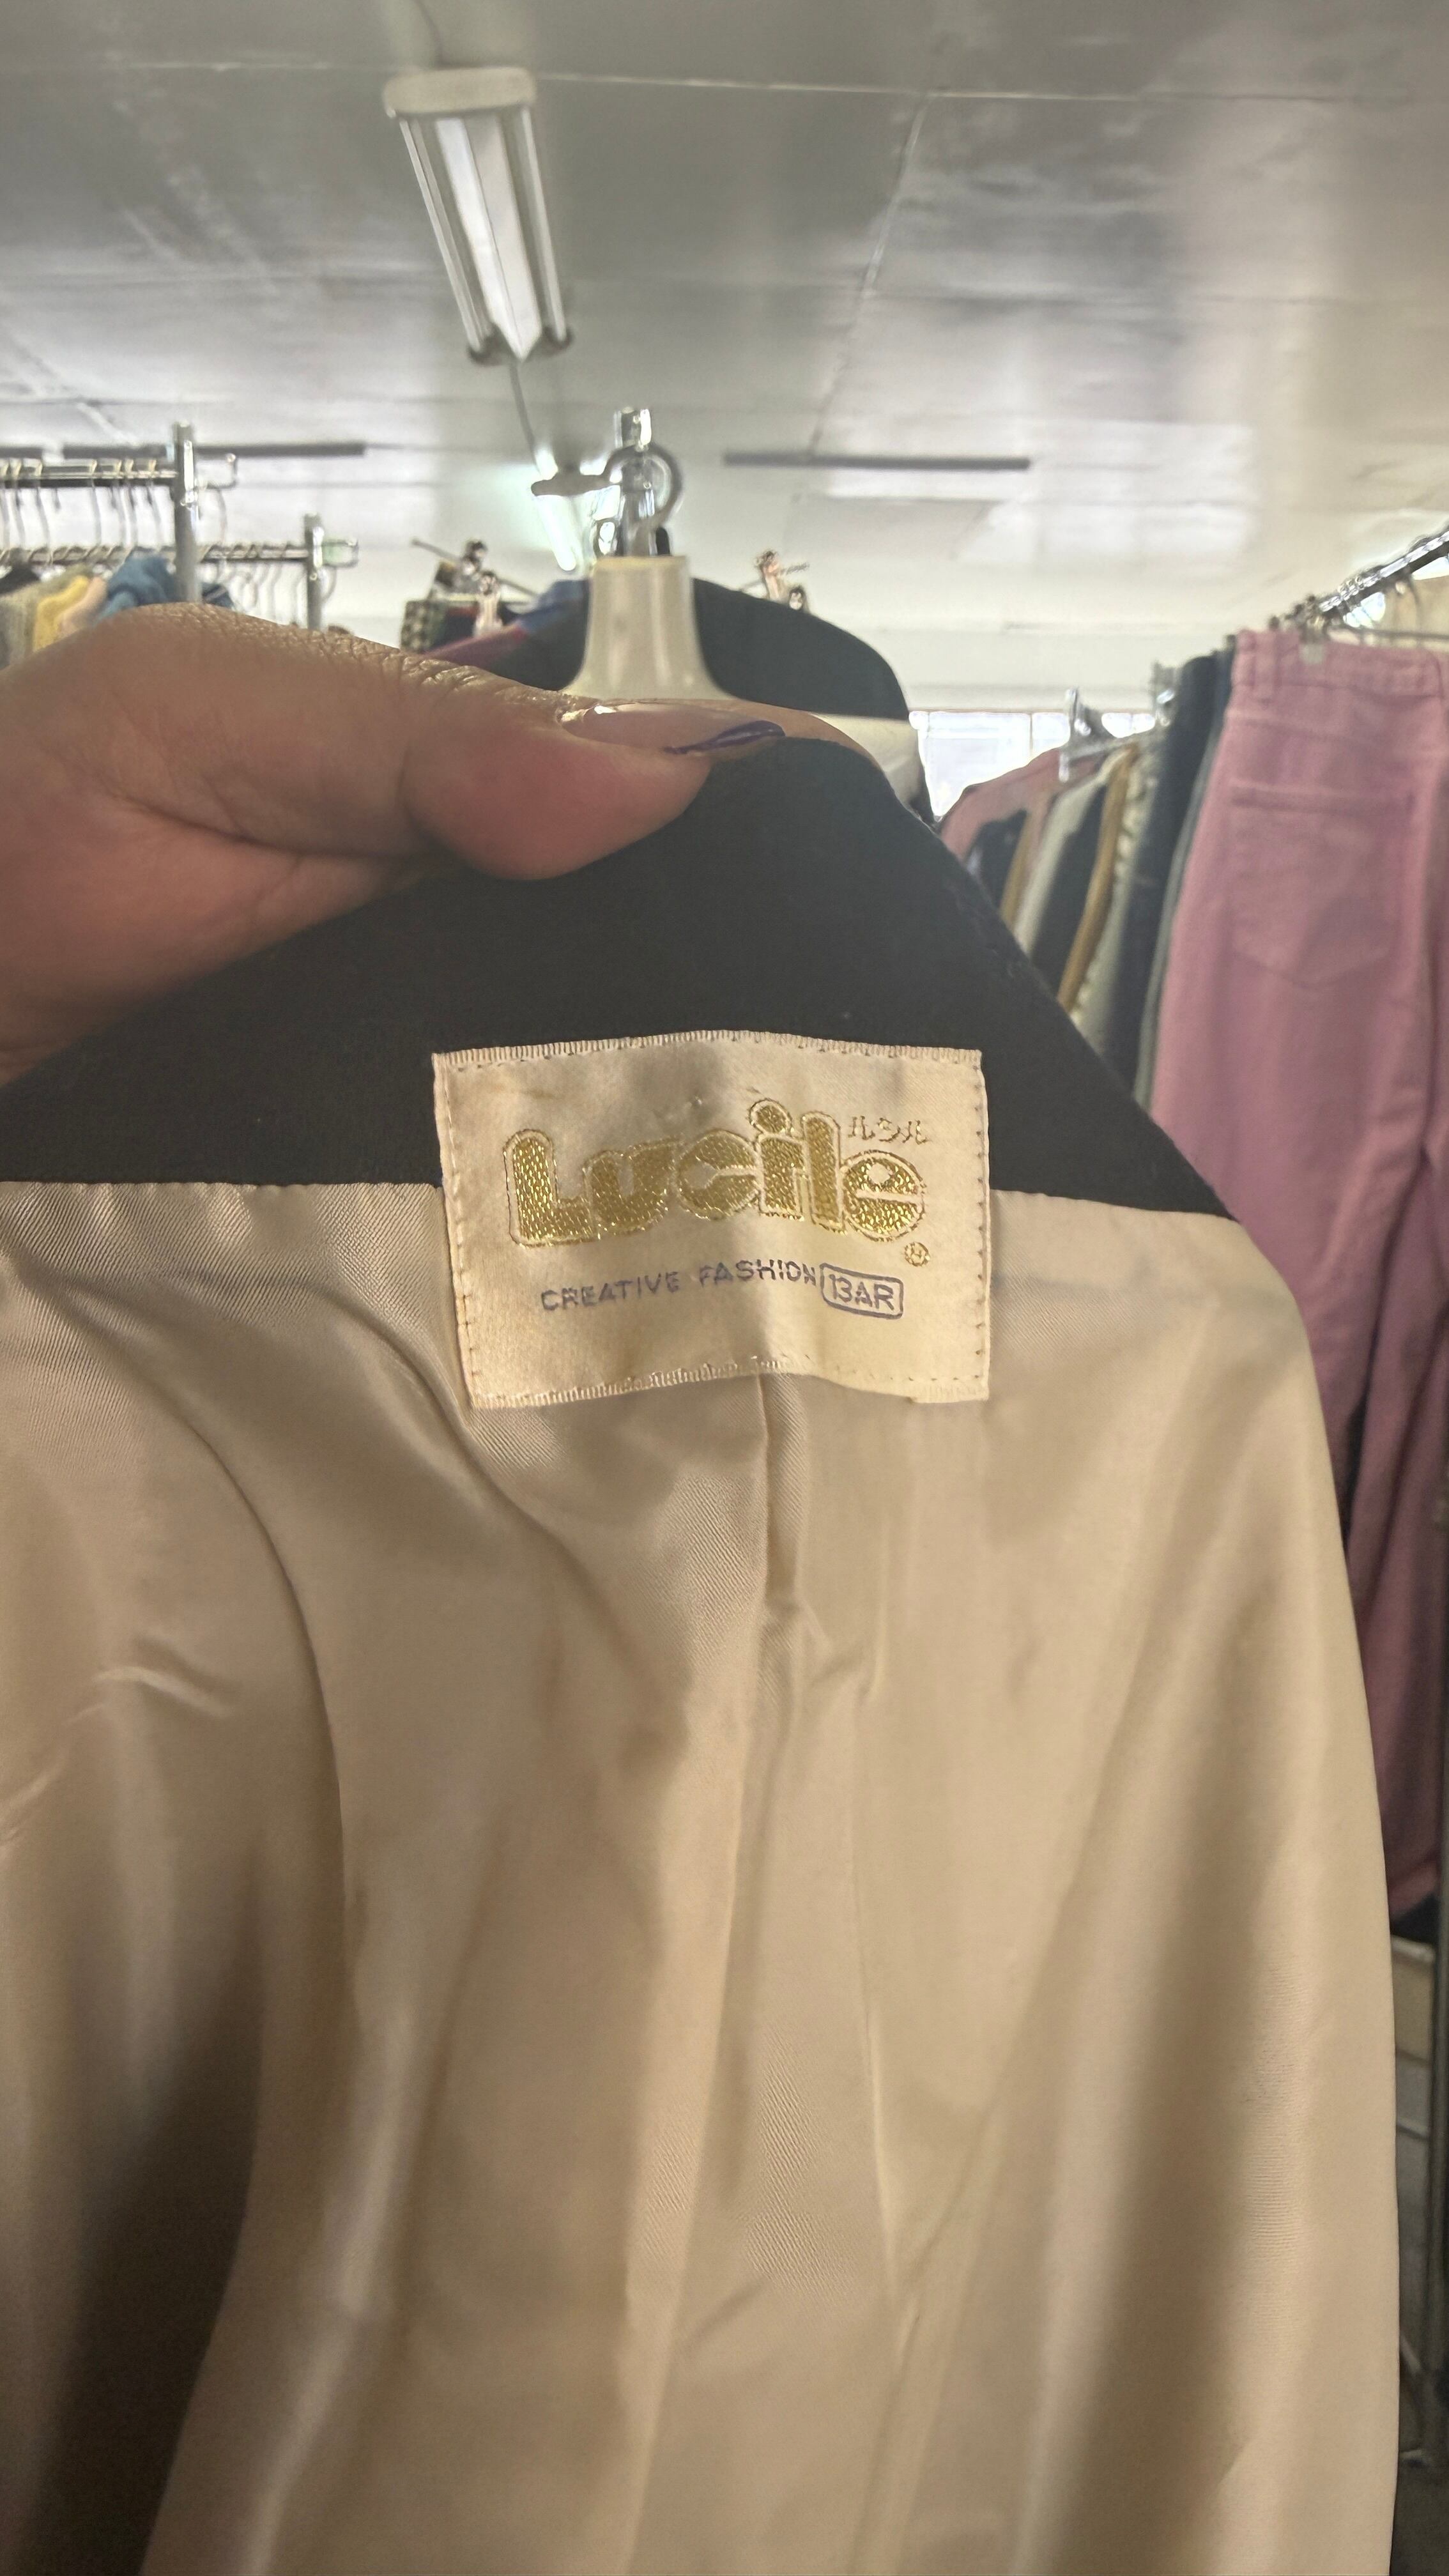 Lucile ルシル
®
CREATIVE FASHION 13AR